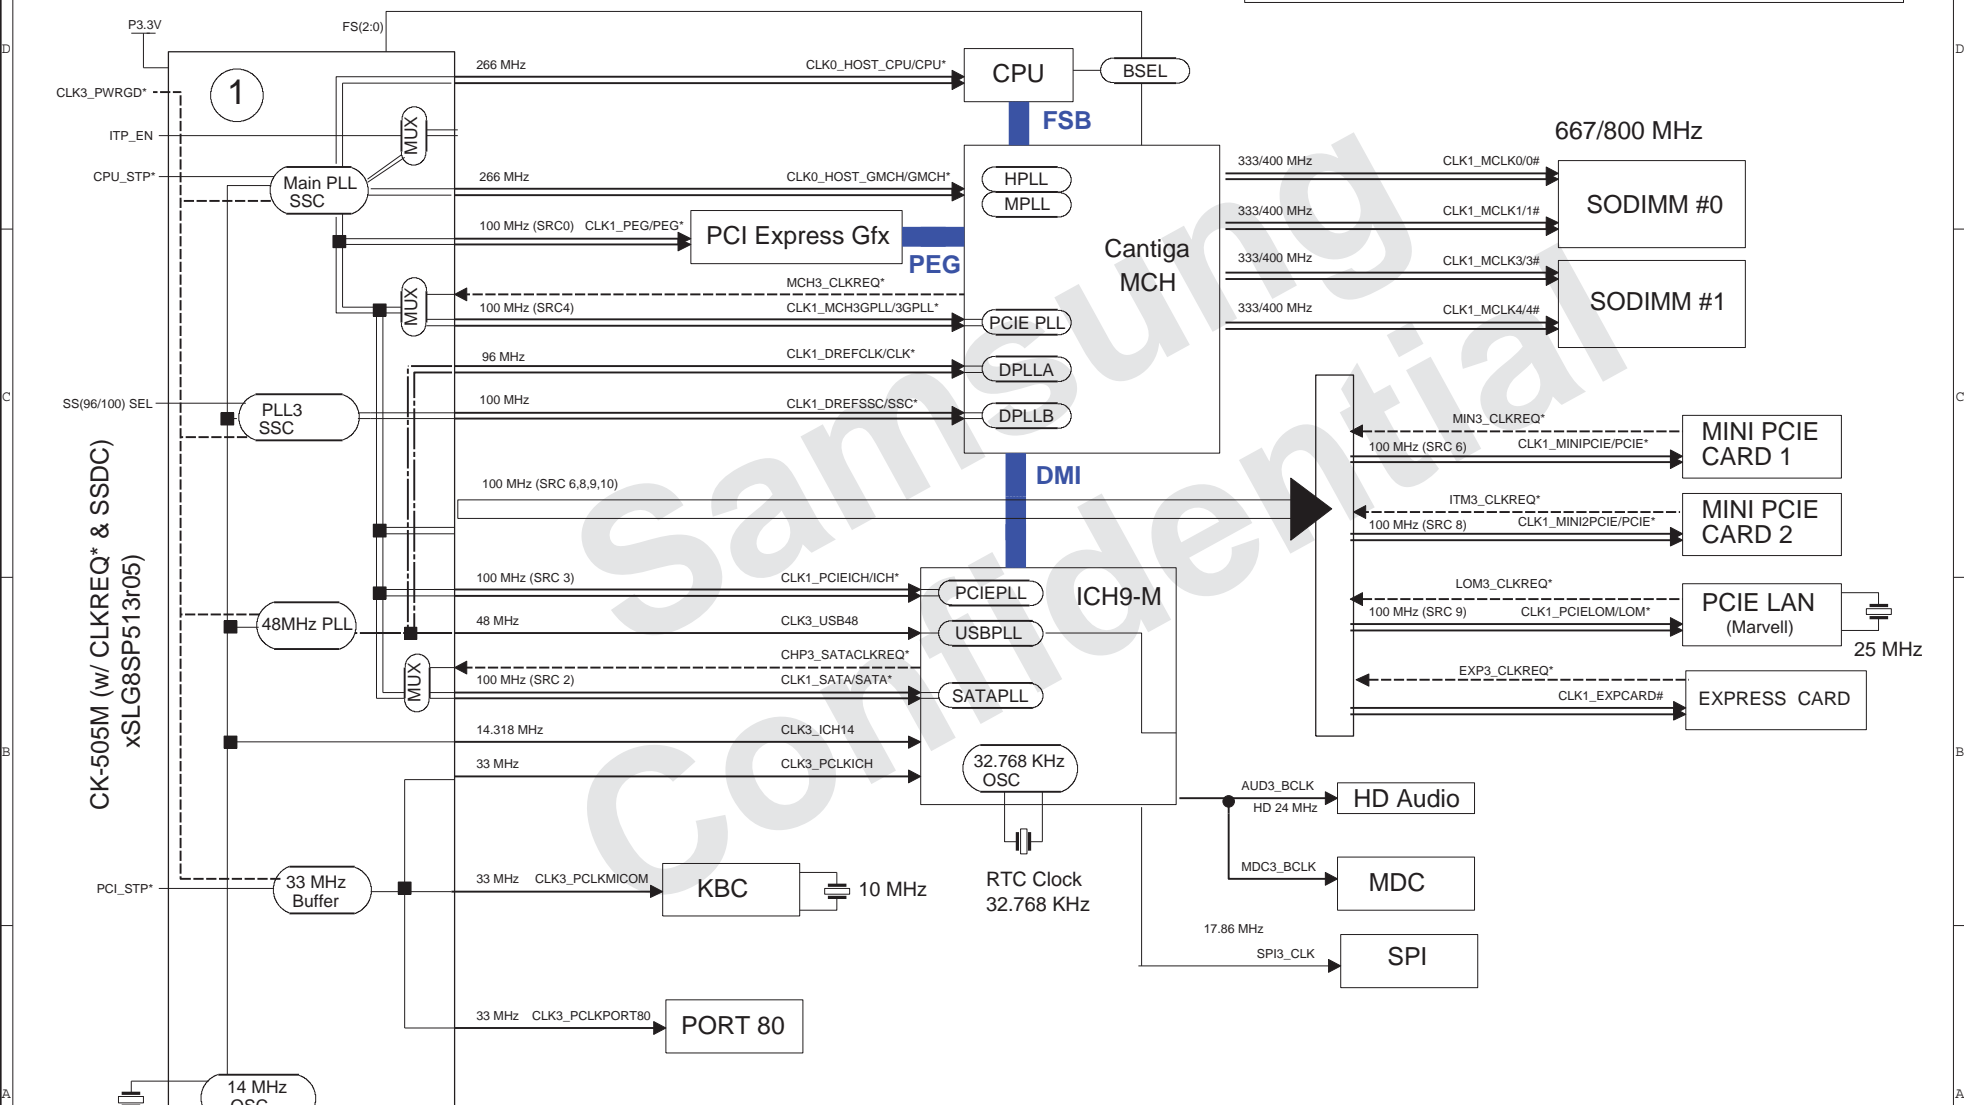 P3.3V
FS(2:0)
D
D
266 MHz
CLK0_HOST_CPU/CPU*
CPU
BSEL
1
CLK3_PWRGD*
FSB
ITP_EN
MUX
667/800 MHz
CPU_STP*
Main PLL
SSC
266 MHz
CLK0_HOST_GMCH/GMCH*
HPLL
MPLL
333/400 MHz
CLK1_MCLK0/0#
SODIMM #0
333/400 MHz
CLK1_MCLK1/1#
100 MHz (SRC0)
CLK1_PEG/PEG*
PCI Express Gfx
PEG
Cantiga
MCH
333/400 MHz
CLK1_MCLK3/3#
SODIMM #1
333/400 MHz
CLK1_MCLK4/4#
MCH3_CLKREQ*
MUX
100 MHz (SRC4)
CLK1_MCH3GPLL/3GPLL*
PCIE PLL
96 MHz
CLK1_DREFCLK/CLK*
DPLLA
C
C
SS(96/100) SEL
PLL3
SSC
100 MHz
CLK1_DREFSSC/SSC*
DPLLB
MIN3_CLKREQ*
100 MHz (SRC 6)
CLK1_MINIPCIE/PCIE*
MINI PCIE
CARD 1
DMI
100 MHz (SRC 6,8,9,10)
ITM3_CLKREQ*
100 MHz (SRC 8)
CLK1_MINI2PCIE/PCIE*
MINI PCIE
CARD 2
CK-505M (w/ CLKREQ* & SSDC)
xSLG8SP513r05)
100 MHz (SRC 3)
CLK1_PCIEICH/ICH*
PCIEPLL
ICH9-M
LOM3_CLKREQ*
100 MHz (SRC 9)
CLK1_PCIELOM/LOM*
PCIE LAN
(Marvell)
25 MHz
48MHz PLL
48 MHz
CLK3_USB48
USBPLL
CHP3_SATACLKREQ*
MUX
100 MHz (SRC 2)
CLK1_SATA/SATA*
SATAPLL
EXP3_CLKREQ*
CLK1_EXPCARD#
EXPRESS CARD
14.318 MHz
CLK3_ICH14
B
B
33 MHz
CLK3_PCLKICH
32.768 KHz
OSC
AUD3_BCLK
HD 24 MHz
HD Audio
MDC3_BCLK
MDC
PCI_STP*
33 MHz
Buffer
33 MHz
CLK3_PCLKMICOM
KBC
10 MHz
RTC Clock
32.768 KHz
17.86 MHz
SPI3_CLK
SPI
33 MHz
CLK3_PCLKPORT80
PORT 80
14 MHz
OSC
A
A
Samsung
Confidential